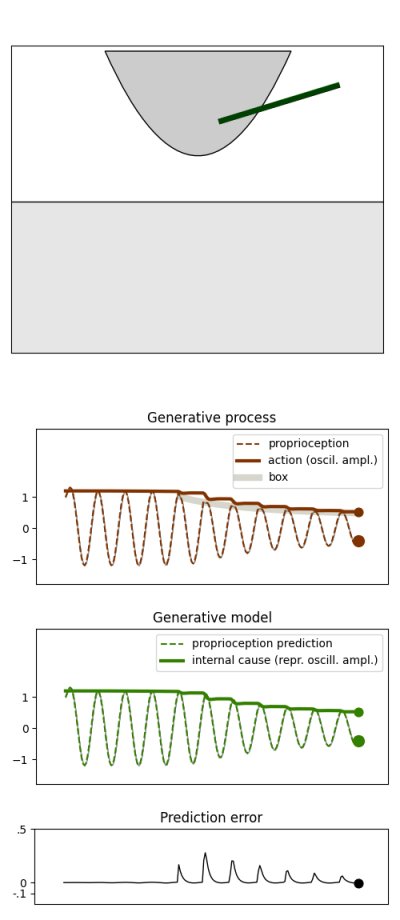 Generative process
proprioception
action (oscil. ampl.)
box
1
0
−1
Generative model
proprioception prediction
internal cause (repr. oscill. ampl.)
1
0
−1
Prediction error
.5
0
-.1